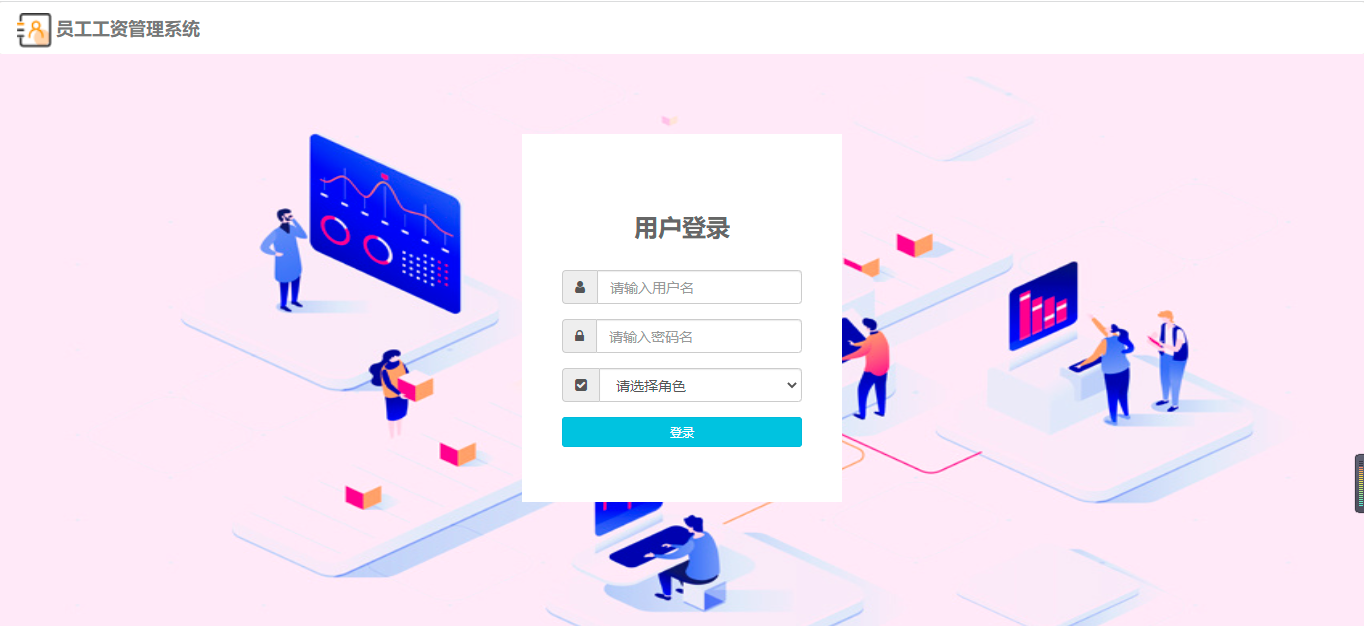 员工工资管理系统
用户登录
请输入用户名
请输入密码名
请选择角色
登录